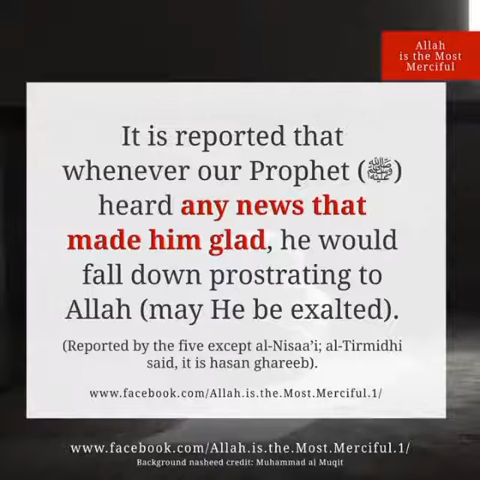 Allah
is the Most
Merciful
It is reported that
whenever our Prophet (ﷺ)
heard any news that
made him glad, he would
fall down prostrating to
Allah (may He be exalted).
(Reported by the five except al-Nisaa’i; al-Tirmidhi
said, it is hasan ghareeb).
www.facebook.com/Allah.is.the.Most.Merciful.1/
www.facebook.com/Allah.is.the.Most.Merciful.1/
Background nasheed credit: Muhammad al Muqit